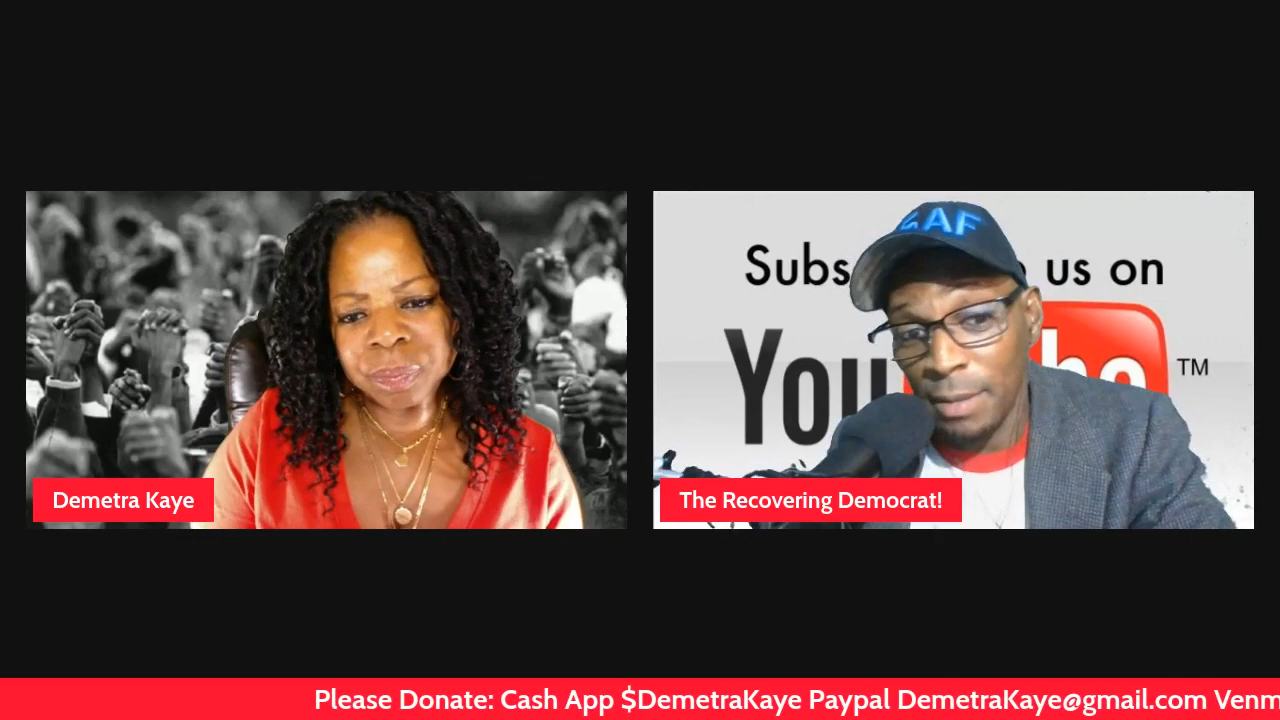 AF
Subs us on
You
TM
Demetra Kaye
The Recovering Democrat!
Please Donate: Cash App $DemetraKaye Paypal DemetraKaye@gmail.com